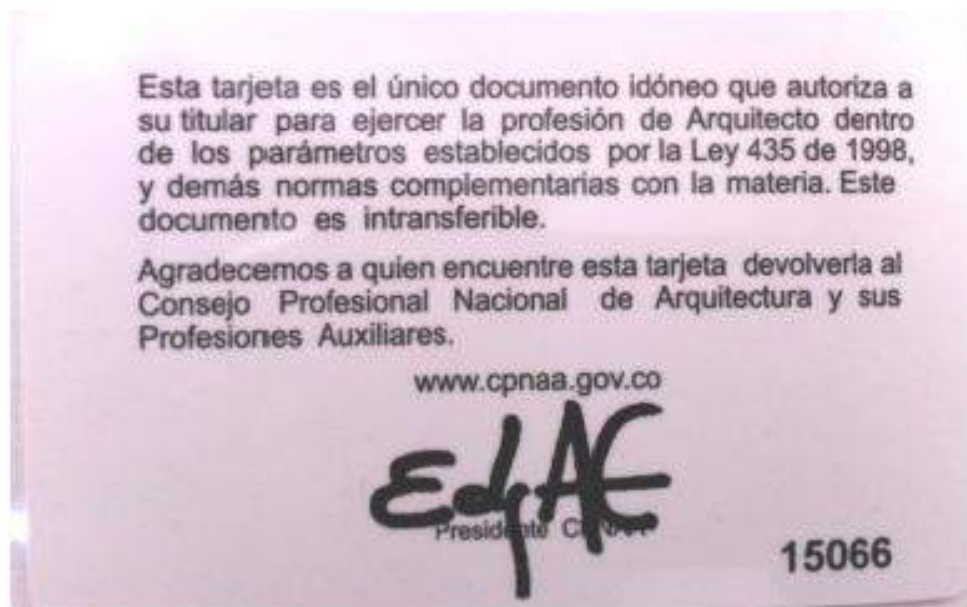 Esta tarjeta es el único documento idóneo que autoriza a
su titular para ejercer la profesión de Arquitecto dentro
de los parámetros establecidos por la Ley 435 de 1998,
y demás normas complementarias con la materia. Este
documento es intransferible.
Agradecemos a quien encuentre esta tarjeta devolverla al
Consejo Profesional Nacional de Arquitectura y sus
Profesiones Auxiliares.
www.cpnaa.gov.co
Presidente
15066